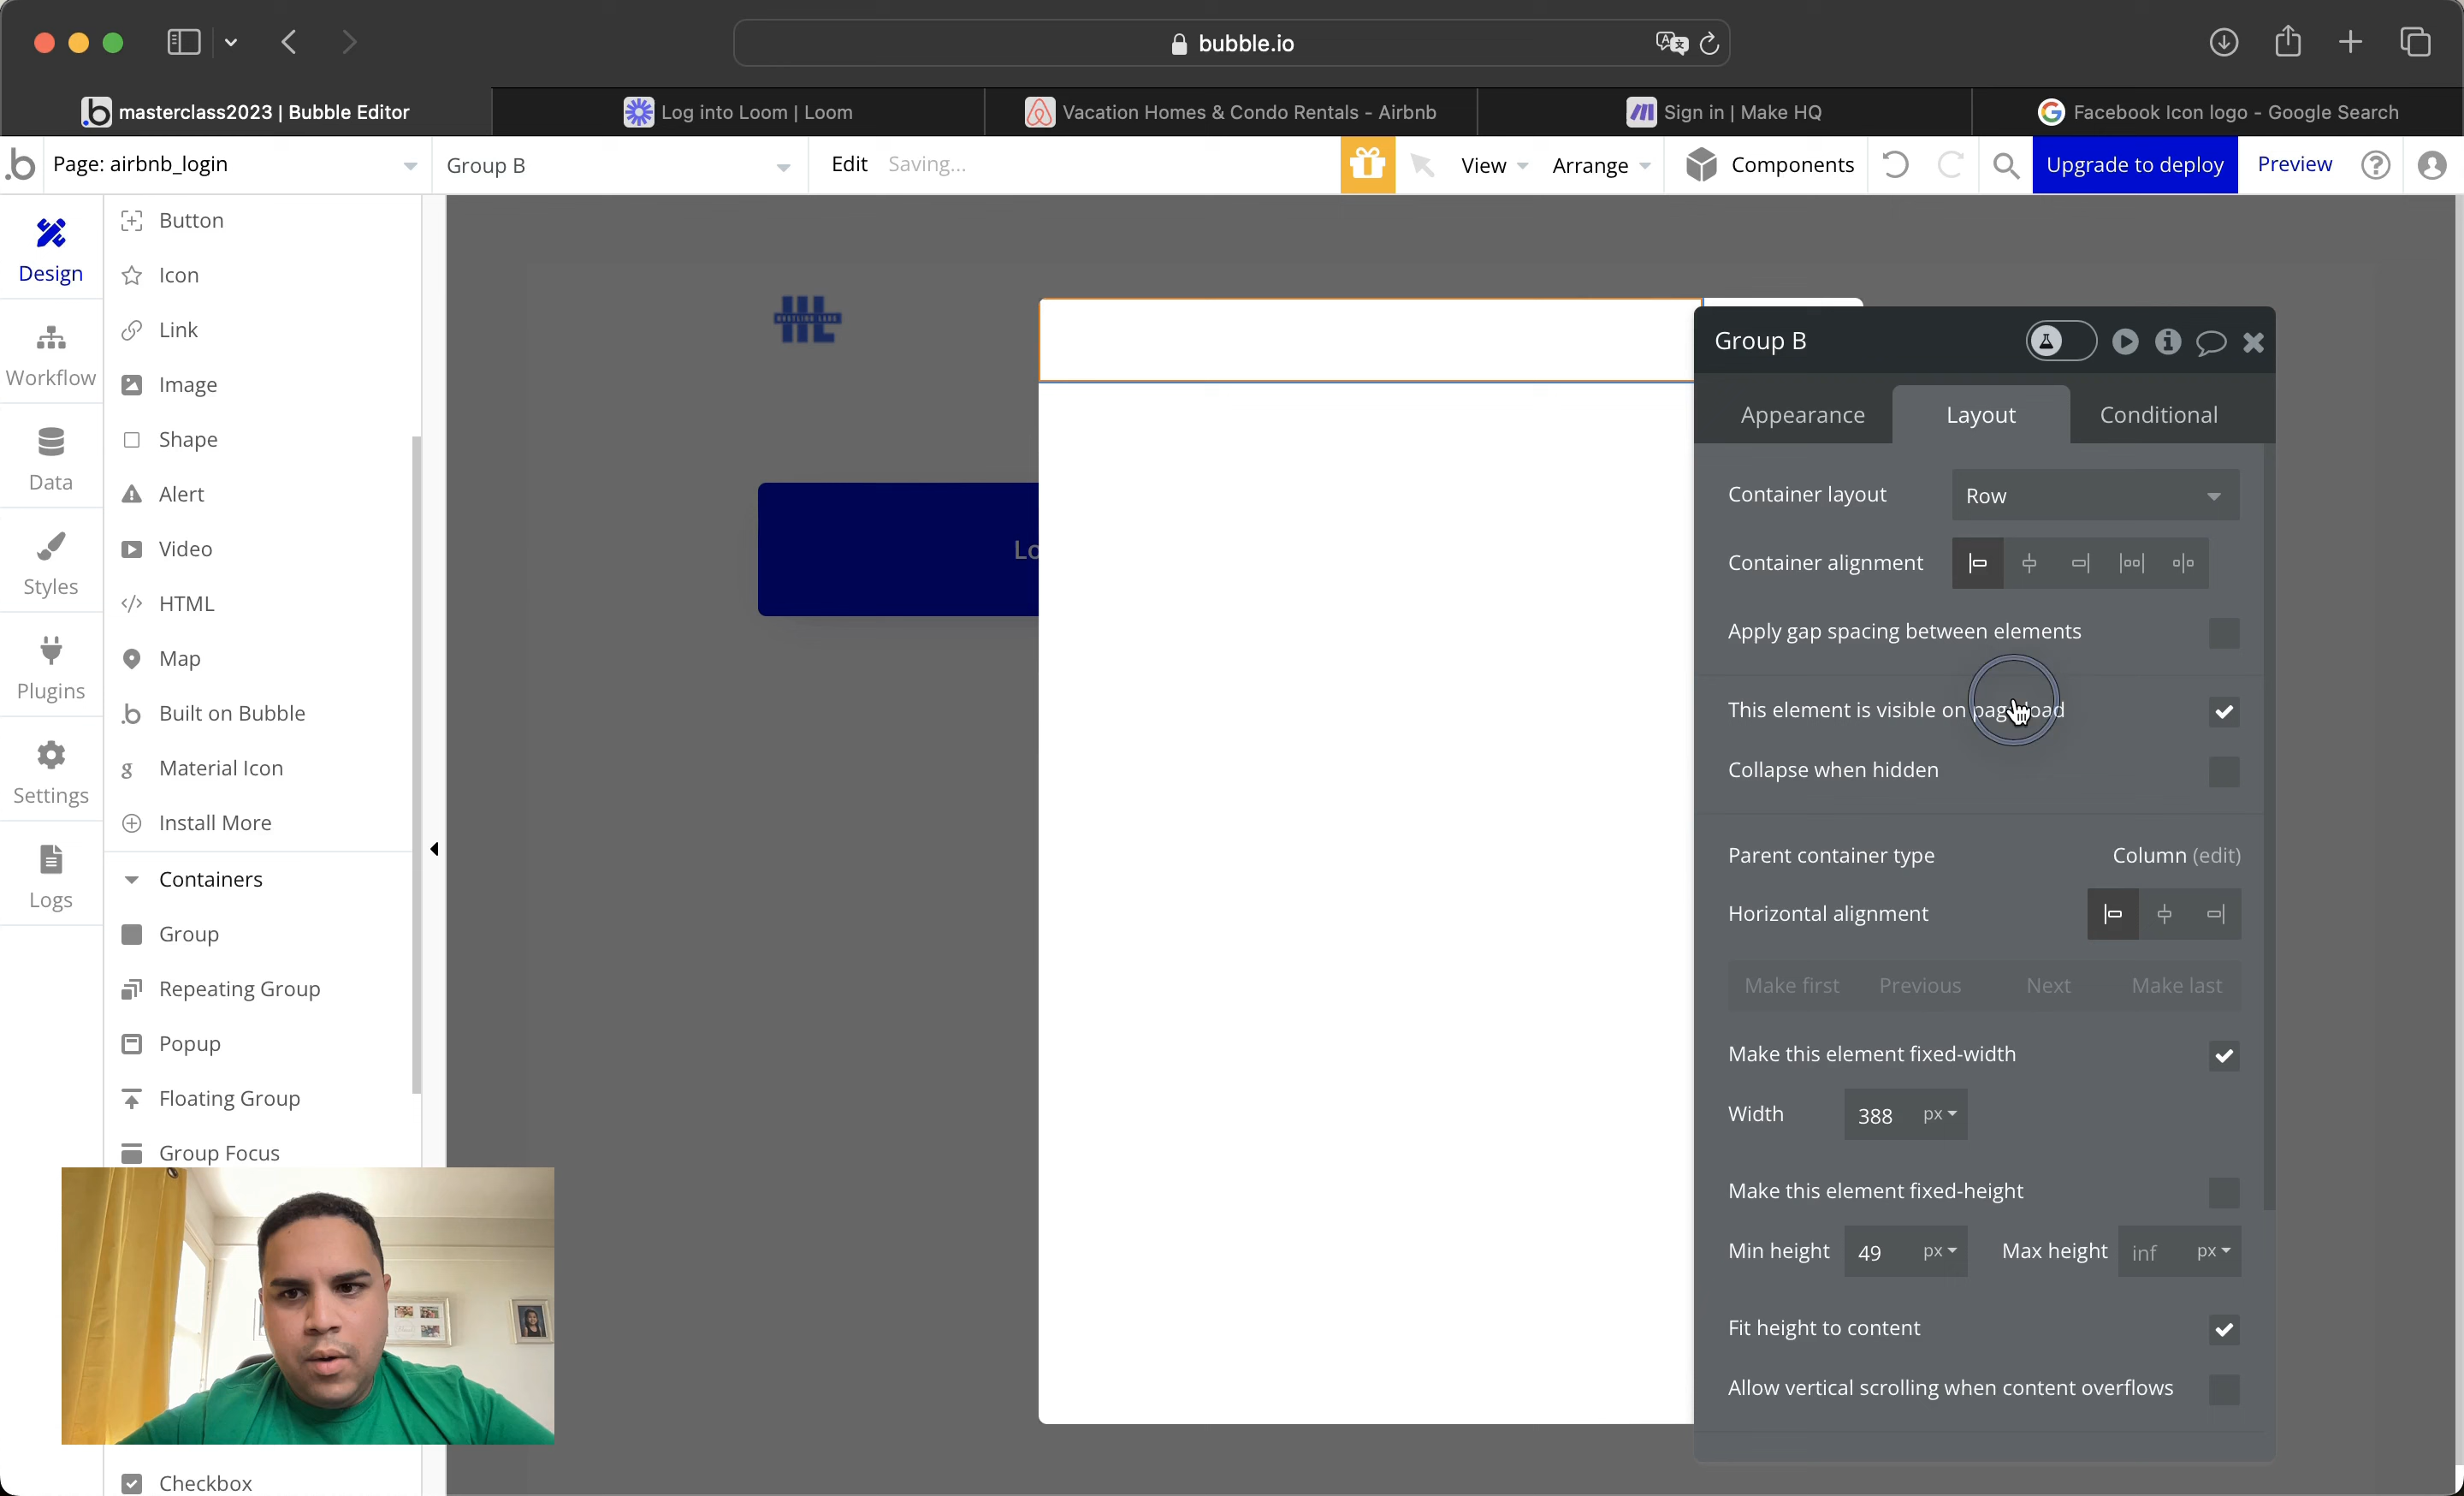 bubble.io
masterclass2023 | Bubble Editor
Log into Loom | Loom
Vacation Homes & Condo Rentals - Airbnb
Sign in | Make HQ
Facebook Icon logo - Google Search
Page: airbnb_login
Group B
Edit
Saving...
View
Arrange
Components
Upgrade to deploy
Preview
Design
Workflow
Data
Styles
Plugins
Settings
Logs
Button
Icon
Link
Image
Shape
Alert
Video
HTML
Map
Built on Bubble
Material Icon
Install More
Containers
Group
Repeating Group
Popup
Floating Group
Group Focus
Checkbox
HUSTLING LABS
Lo
Group B
Appearance
Layout
Conditional
Container layout
Row
Container alignment
Apply gap spacing between elements
This element is visible on page load
Collapse when hidden
Parent container type
Column (edit)
Horizontal alignment
Make first
Previous
Next
Make last
Make this element fixed-width
Width
388
px
Make this element fixed-height
Min height
49
px
Max height
inf
px
Fit height to content
Allow vertical scrolling when content overflows